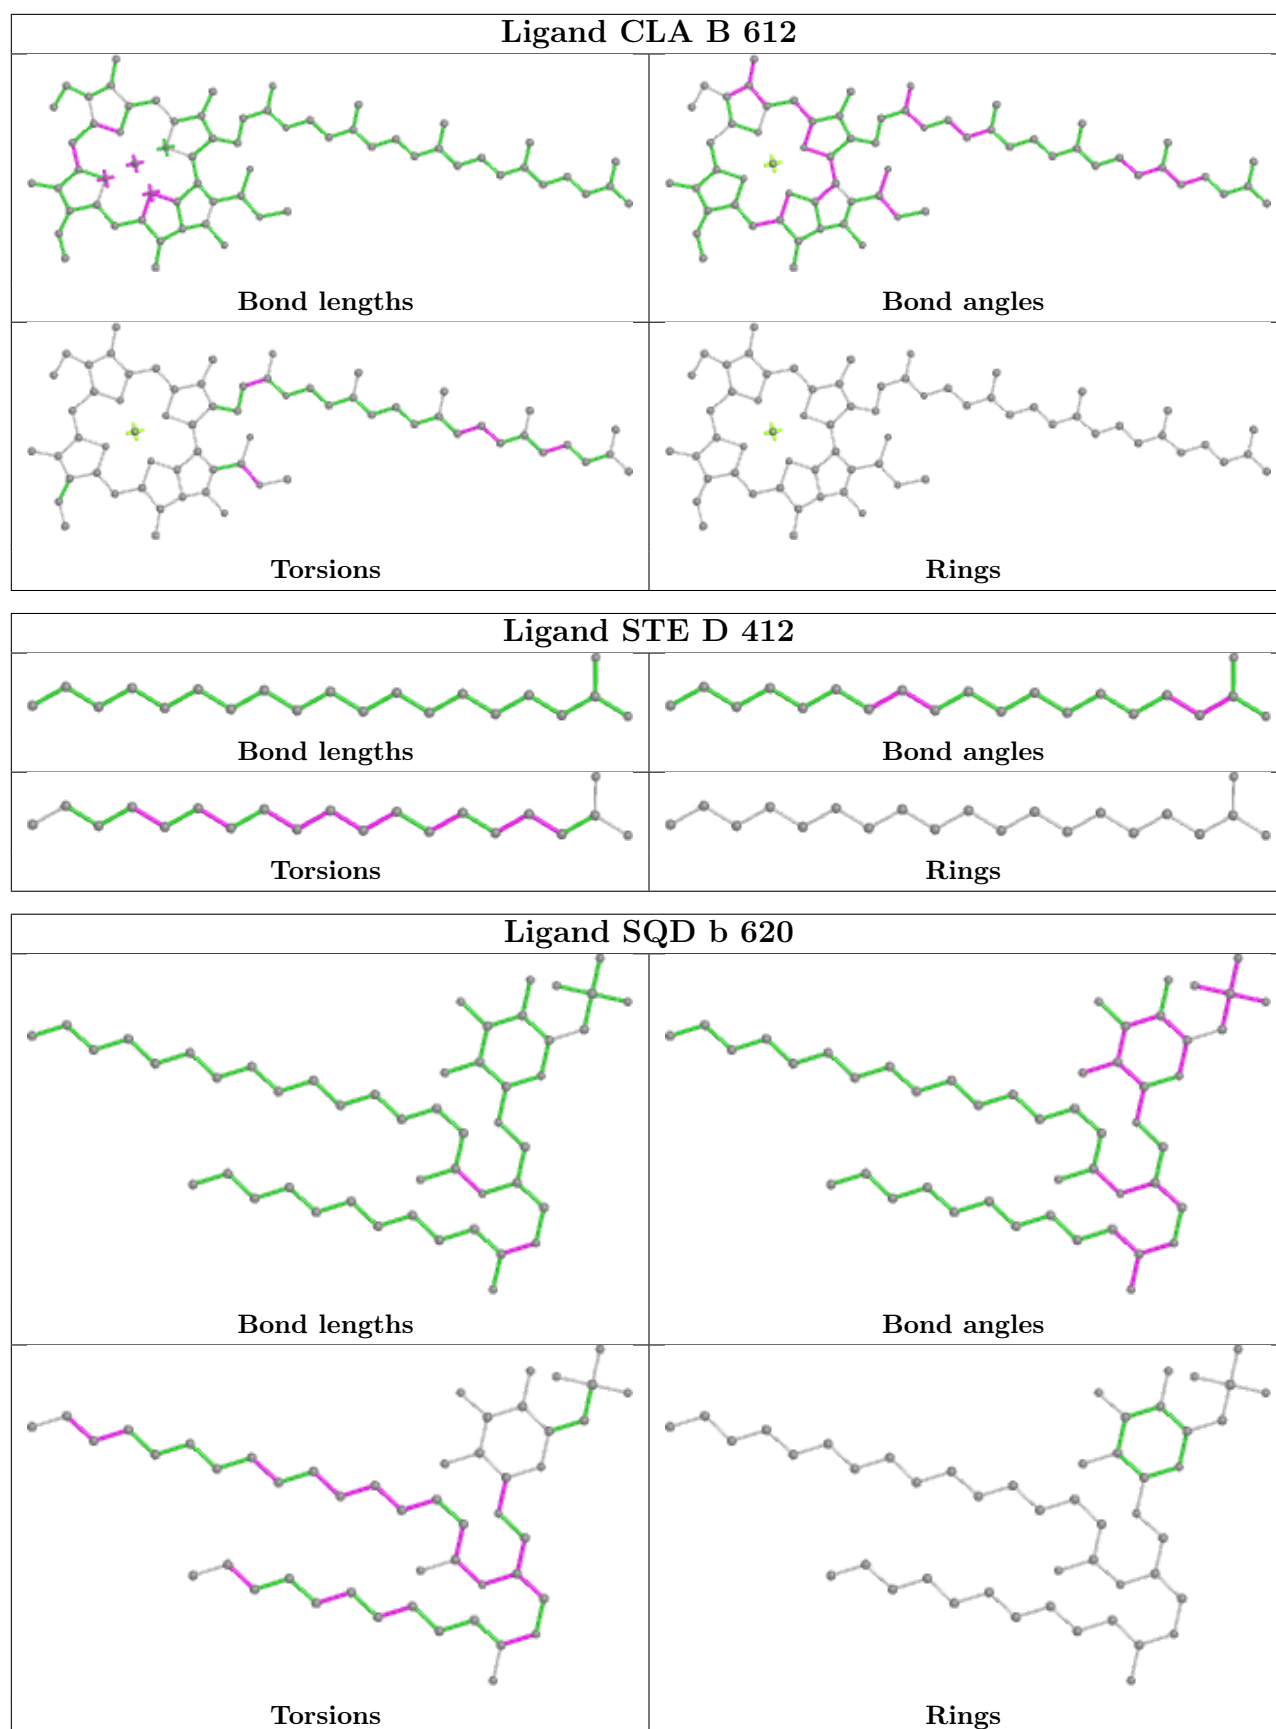 Ligand CLA B 612
Bond lengths
Bond angles
Torsions
Rings
Ligand STE D 412
Bond lengths
Bond angles
Torsions
Rings
Ligand SQD b 620
Bond lengths
Bond angles
Torsions
Rings